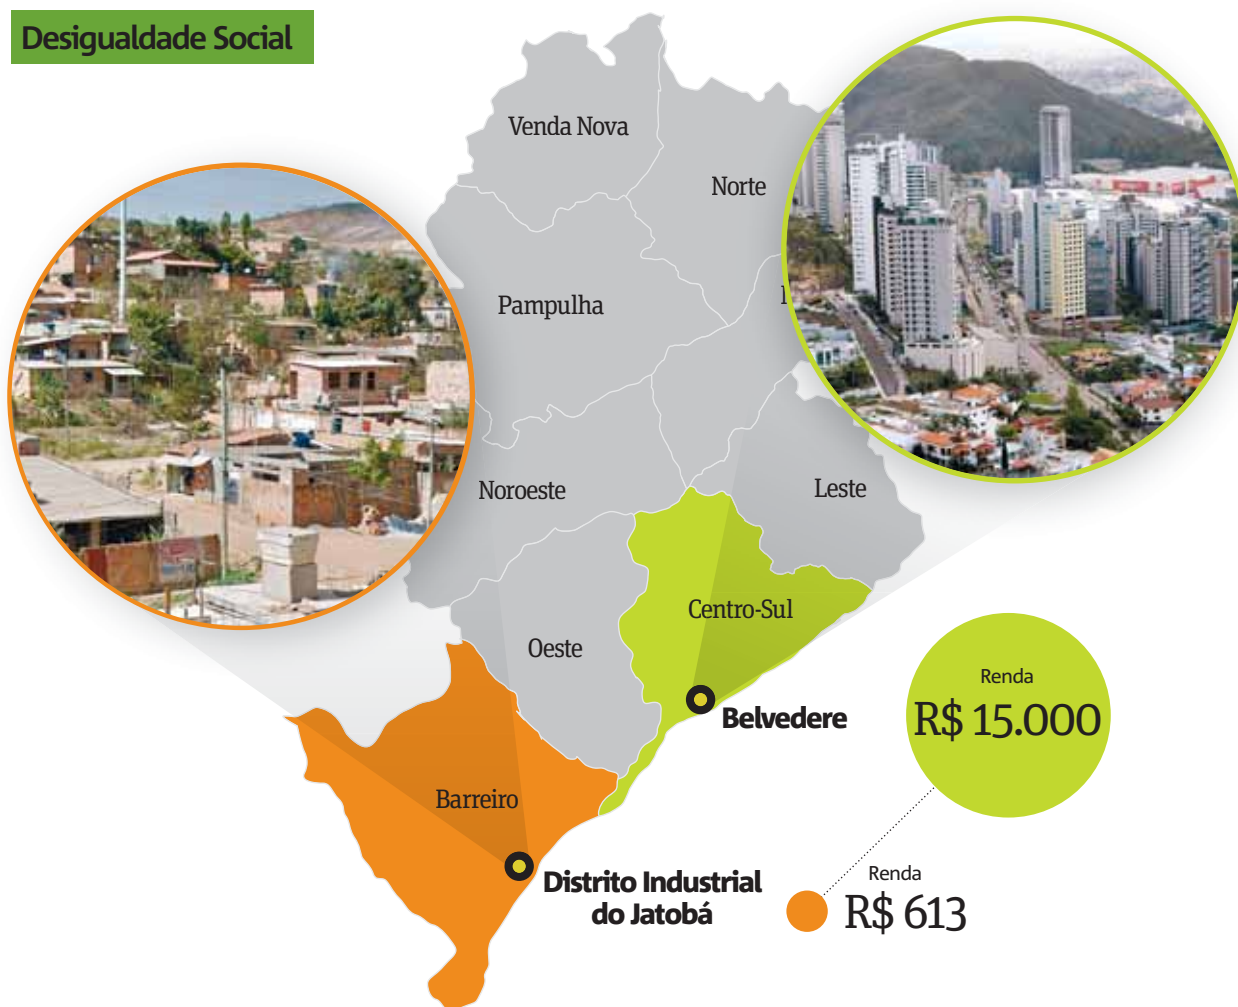 Desigualdade Social
Venda Nova
Norte
Pampulha
Noroeste
Leste
Centro-Sul
Oeste
Renda
R$ 15.000
Belvedere
Barreiro
Distrito Industrial
do Jatobá
Renda
R$ 613